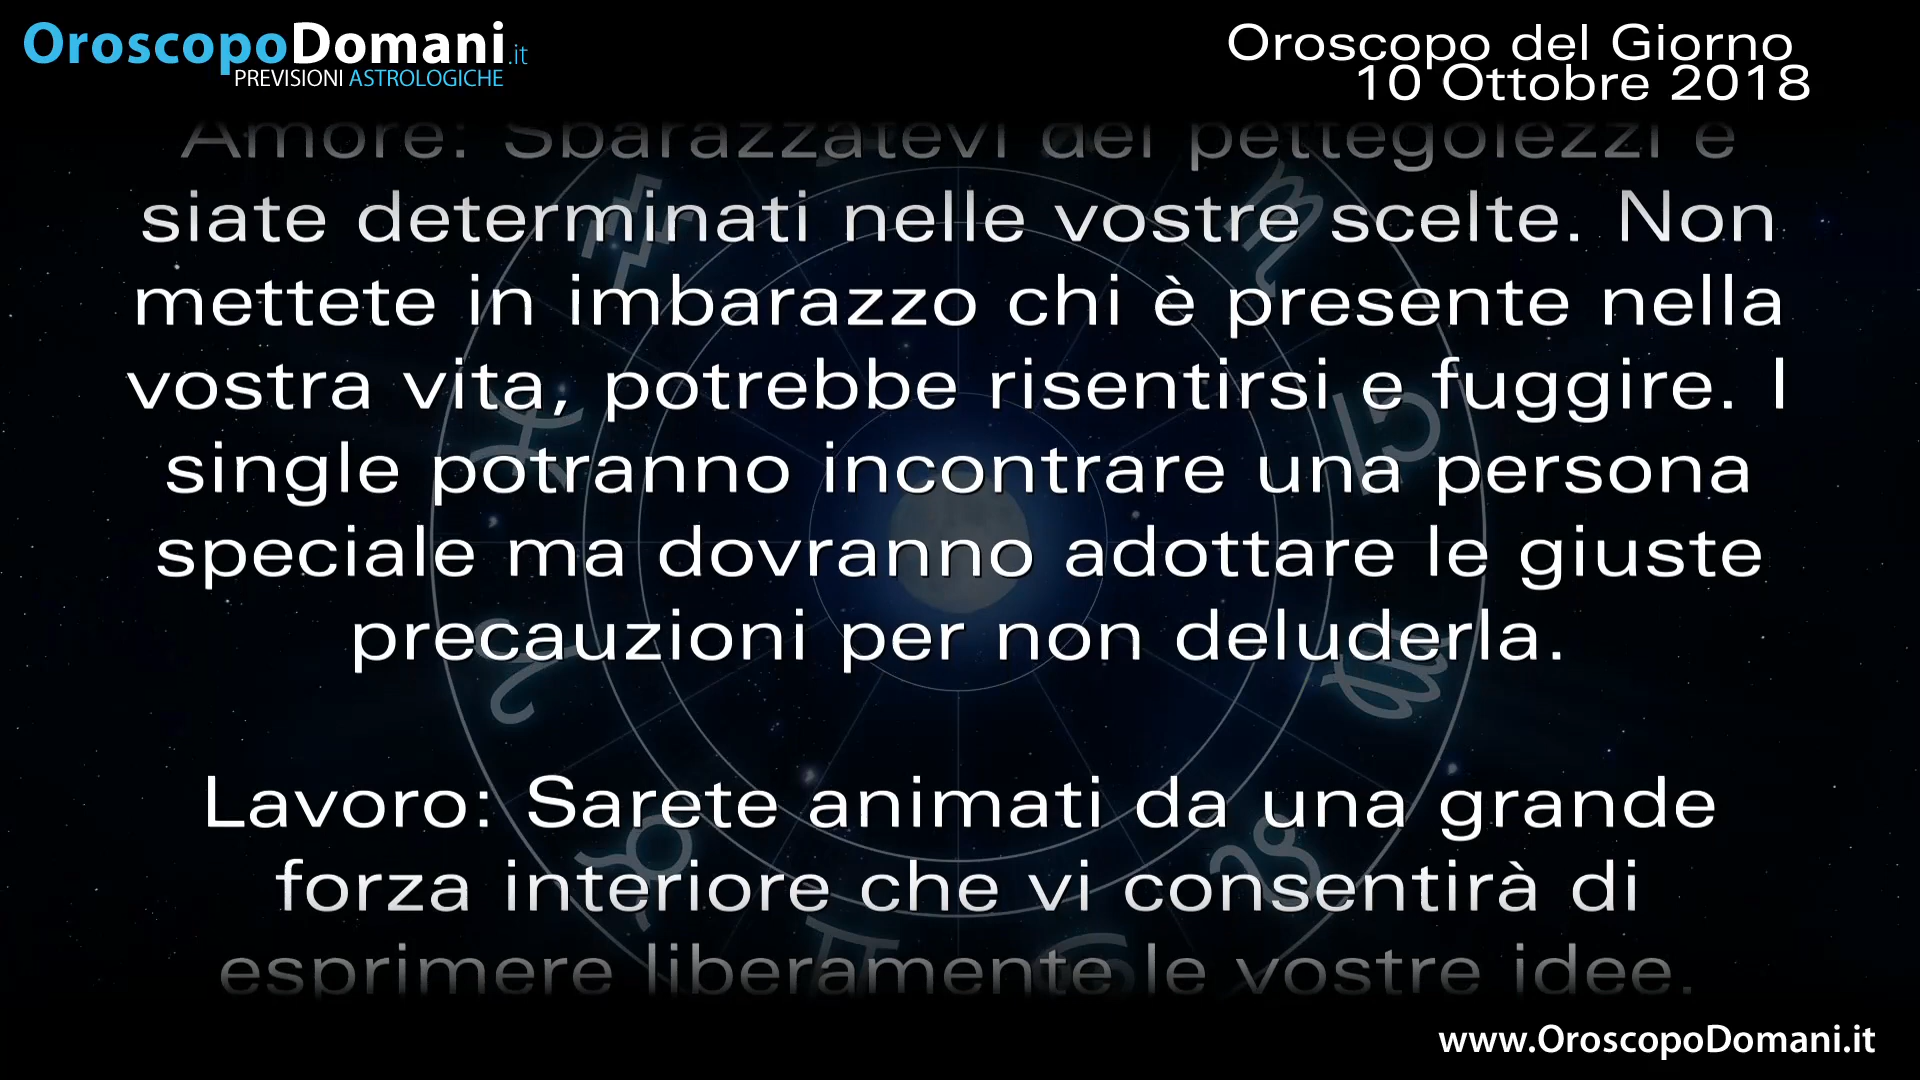 OroscopoDomani.it
PREVISIONI ASTROLOGICHE
Oroscopo del Giorno
10 Ottobre 2018
Amore: Sbarazzatevi dei pettegolezzi e
siate determinati nelle vostre scelte. Non
mettete in imbarazzo chi è presente nella
vostra vita, potrebbe risentirsi e fuggire. I
single potranno incontrare una persona
speciale ma dovranno adottare le giuste
precauzioni per non deluderla.
Lavoro: Sarete animati da una grande
forza interiore che vi consentirà di
esprimere liberamente le vostre idee.
www.OroscopoDomani.it